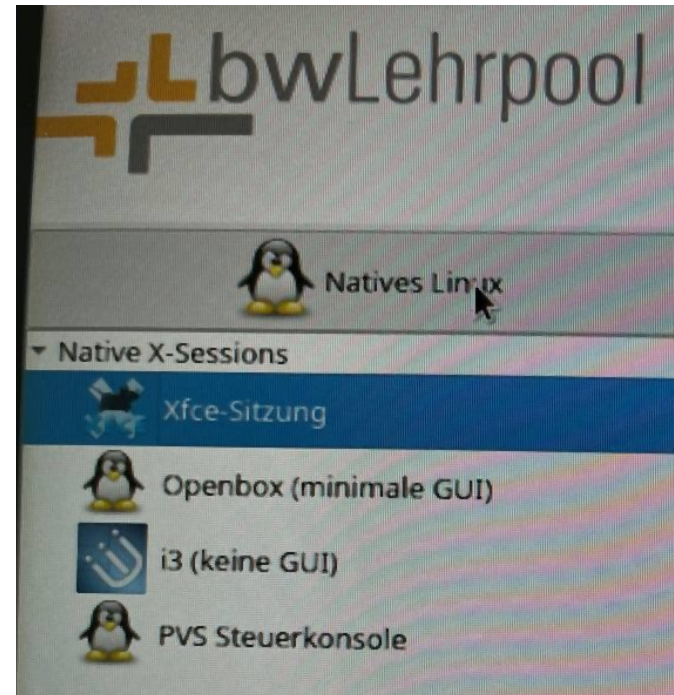 bwLehrpool
Natives Linux
Native X-Sessions
Xfce-Sitzung
Openbox (minimale GUI)
i3 (keine GUI)
PVS Steuerkonsole